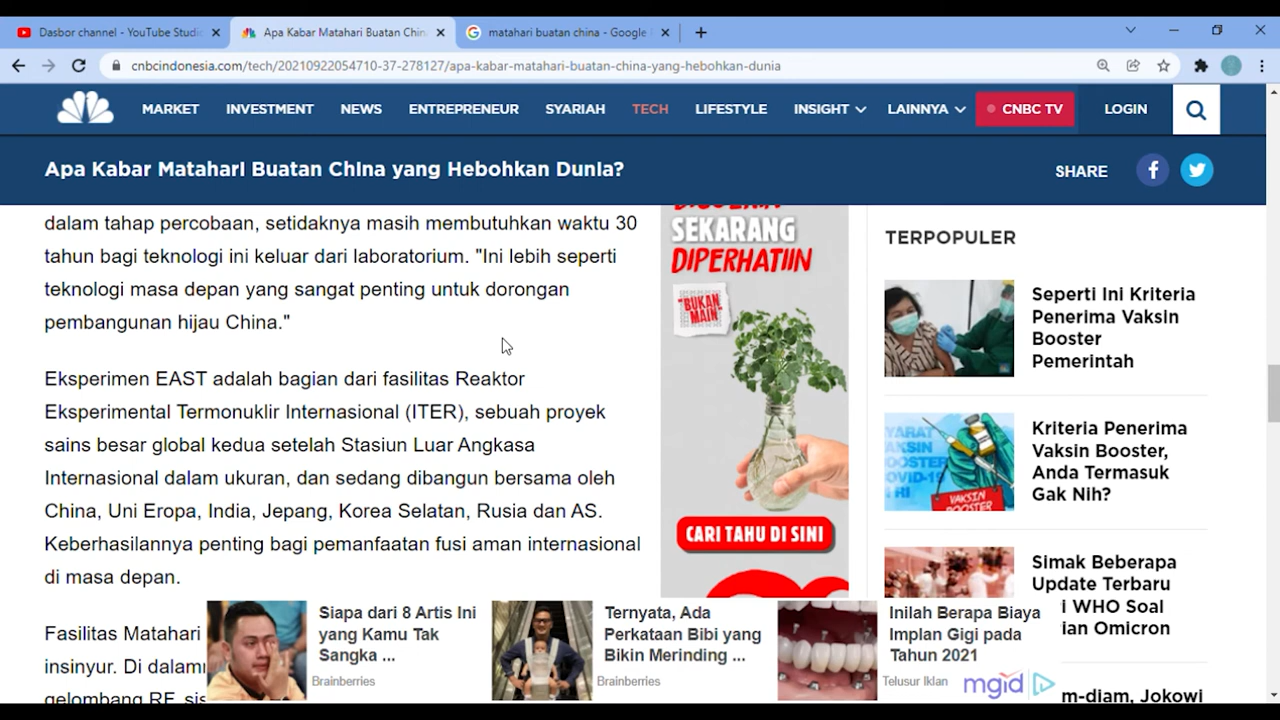 Dasbor channel - YouTube Studio
Apa Kabar Matahari Buatan Chin
matahari buatan china - Google
cnbcindonesia.com/tech/20210922054710-37-278127/apa-kabar-matahari-buatan-china-yang-hebohkan-dunia
MARKET INVESTMENT NEWS ENTREPRENEUR SYARIAH TECH LIFESTYLE INSIGHT LAINNYA CNBC TV LOGIN
Apa Kabar Matahari Buatan China yang Hebohkan Dunia?
SHARE
dalam tahap percobaan, setidaknya masih membutuhkan waktu 30
tahun bagi teknologi ini keluar dari laboratorium. "Ini lebih seperti
teknologi masa depan yang sangat penting untuk dorongan
pembangunan hijau China."
Eksperimen EAST adalah bagian dari fasilitas Reaktor
Eksperimental Termonuklir Internasional (ITER), sebuah proyek
sains besar global kedua setelah Stasiun Luar Angkasa
Internasional dalam ukuran, dan sedang dibangun bersama oleh
China, Uni Eropa, India, Jepang, Korea Selatan, Rusia dan AS.
Keberhasilannya penting bagi pemanfaatan fusi aman internasional
di masa depan.
Fasilitas Matahari
insinyur. Di dalam
gelombang RF, sis
SEKARANG
DIPERHATIIN
"BUKAN
MAIN"
CARI TAHU DI SINI
TERPOPULER
Seperti Ini Kriteria
Penerima Vaksin
Booster
Pemerintah
VAKSIN
BOOSTER
Kriteria Penerima
Vaksin Booster,
Anda Termasuk
Gak Nih?
Simak Beberapa
Update Terbaru
i WHO Soal
ian Omicron
m-diam, Jokowi
Siapa dari 8 Artis Ini
yang Kamu Tak
Sangka ...
Brainberries
Ternyata, Ada
Perkataan Bibi yang
Bikin Merinding ...
Brainberries
Inilah Berapa Biaya
Implan Gigi pada
Tahun 2021
Telusur Iklan
mgid